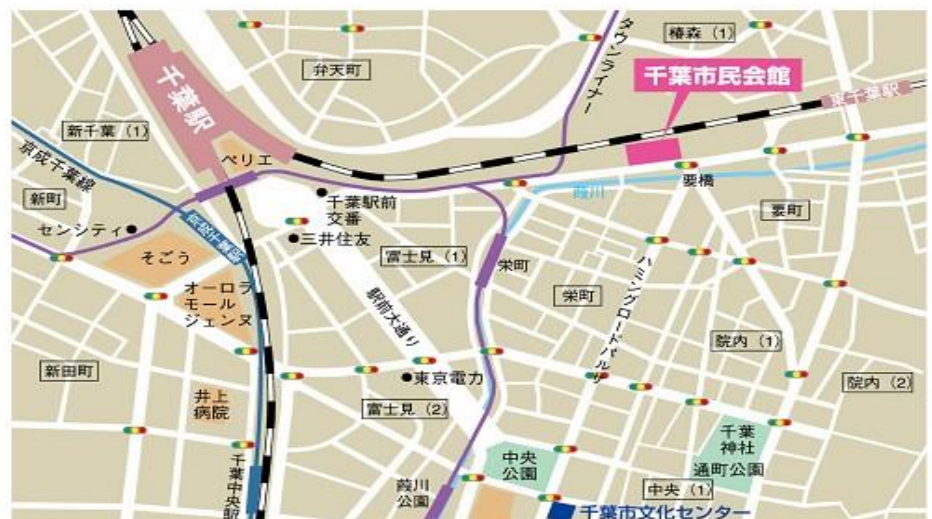 椿森（1）
タウンライナー
弁天町
千葉市民会館
千葉駅
東千葉駅
新千葉（1）
ペリエ
京成千葉線
葭川
要橋
新町
千葉駅前
交番
要町
センシティ
三井住友
京成千葉駅
そごう
富士見（1）
栄町
栄町
ハミングロードパルサ
オーロラ
モール
ジェンヌ
駅前大通り
院内（1）
新田町
東京電力
院内（2）
井上
病院
富士見（2）
千葉
神社
通町公園
中央
公園
千葉中央駅
葭川
公園
中央（1）
千葉市文化センター